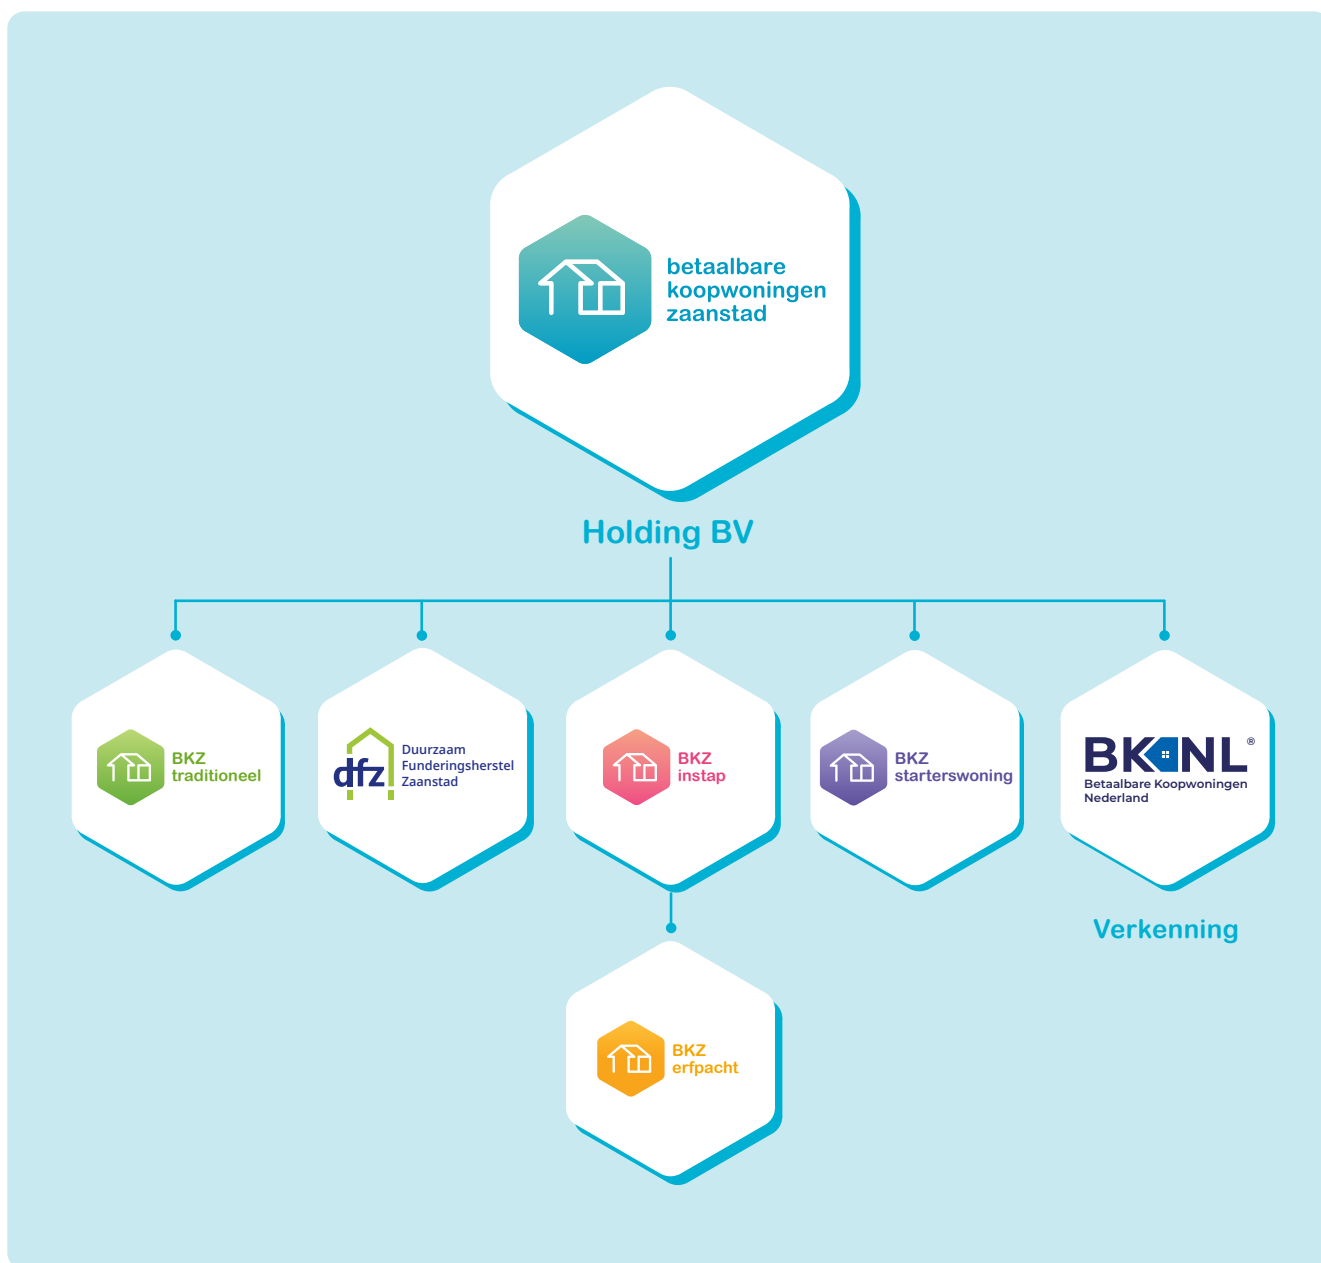 betaalbare
koopwoningen
zaanstad
Holding BV
BKZ
traditioneel
dfz
Duurzaam
Funderingsherstel
Zaanstad
BKZ
instap
BKZ
starterswoning
BKNL®
Betaalbare Koopwoningen
Nederland
Verkenning
BKZ
erfpacht